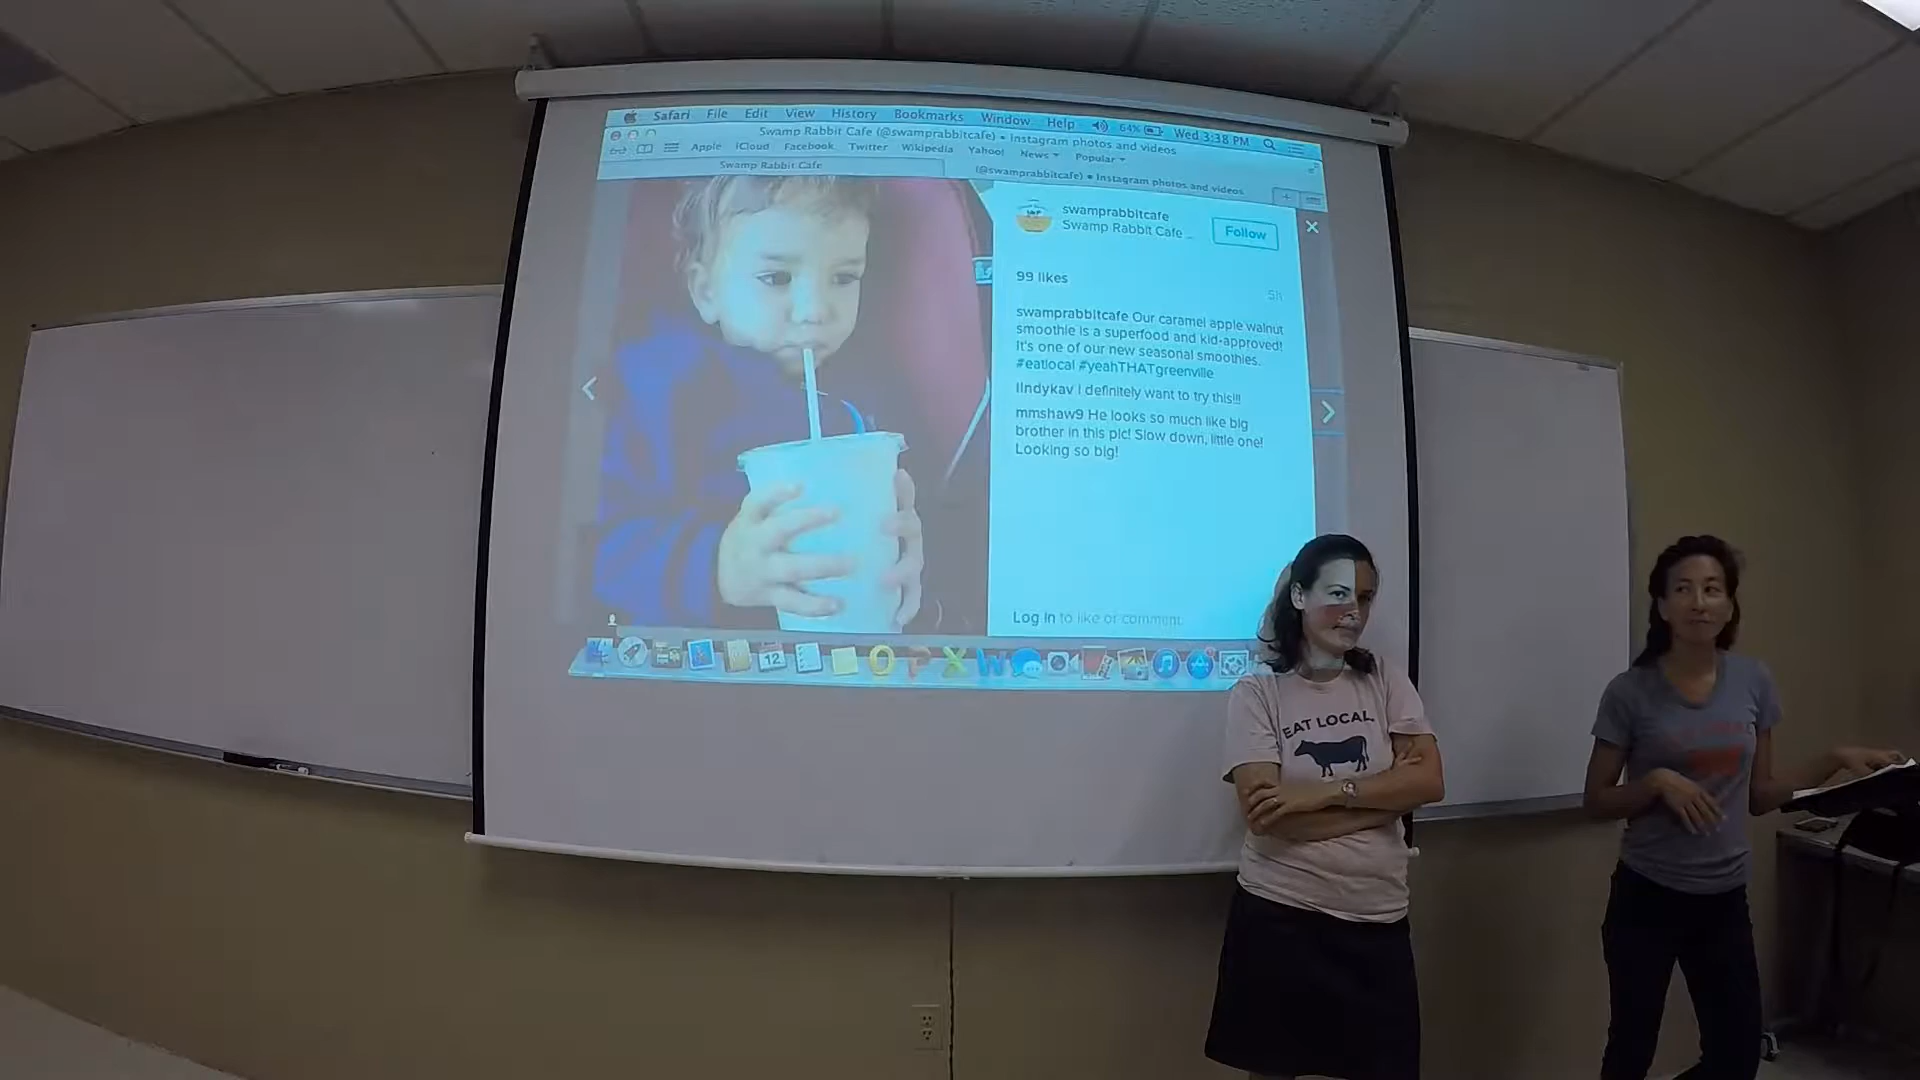 Safari File Edit View History Bookmarks Window Help 64% Wed 3:38 PM
Swamp Rabbit Cafe (@swamprabbitcafe) • Instagram photos and videos
Apple iCloud Facebook Twitter Wikipedia Yahoo! News Popular
Swamp Rabbit Cafe
(@swamprabbitcafe) • Instagram photos and videos
swamprabbitcafe
Swamp Rabbit Cafe ...
Follow
99 likes
5h
swamprabbitcafe Our caramel apple walnut
smoothie is a superfood and kid-approved!
It's one of our new seasonal smoothies.
#eatlocal #yeahTHATgreenville
lindykav I definitely want to try this!!!
mmshaw9 He looks so much like big
brother in this pic! Slow down, little one!
Looking so big!
Log in to like or comment.
12
EAT LOCAL